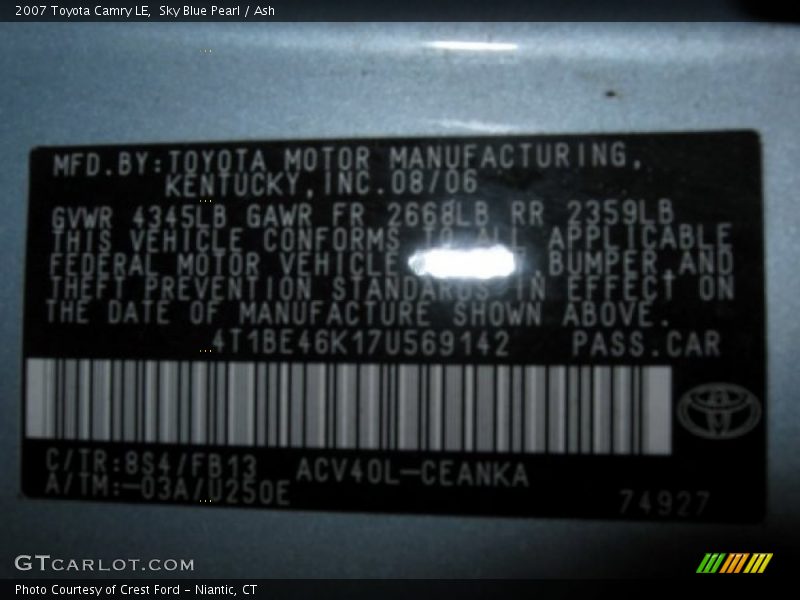 2007 Toyota Camry LE, Sky Blue Pearl / Ash
MFD.BY:TOYOTA MOTOR MANUFACTURING,
KENTUCKY,INC.08/06
GVWR 4345LB GAWR FR 2668LB RR 2359LB
THIS VEHICLE CONFORMS TO ALL APPLICABLE
FEDERAL MOTOR VEHICLE ,BUMPER,AND
THEFT PREVENTION STANDARDS IN EFFECT ON
THE DATE OF MANUFACTURE SHOWN ABOVE.
4T1BE46K17U569142 PASS.CAR
C/TR:8S4/FB13 ACV40L-CEANKA
A/TM:-03A/U250E
74927
GTCARLOT.COM
Photo Courtesy of Crest Ford - Niantic, CT